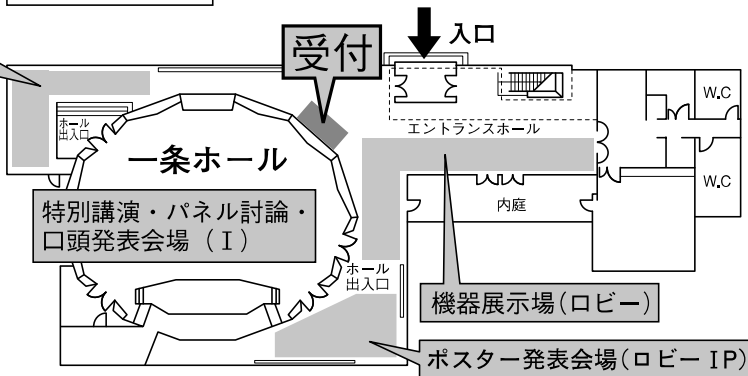 入口
受付
W.C
ホール
出入口
エントランスホール
一条ホール
W.C
特別講演・パネル討論・
口頭発表会場（Ⅰ）
内庭
ホール
出入口
機器展示場(ロビー)
ポスター発表会場(ロビー IP)